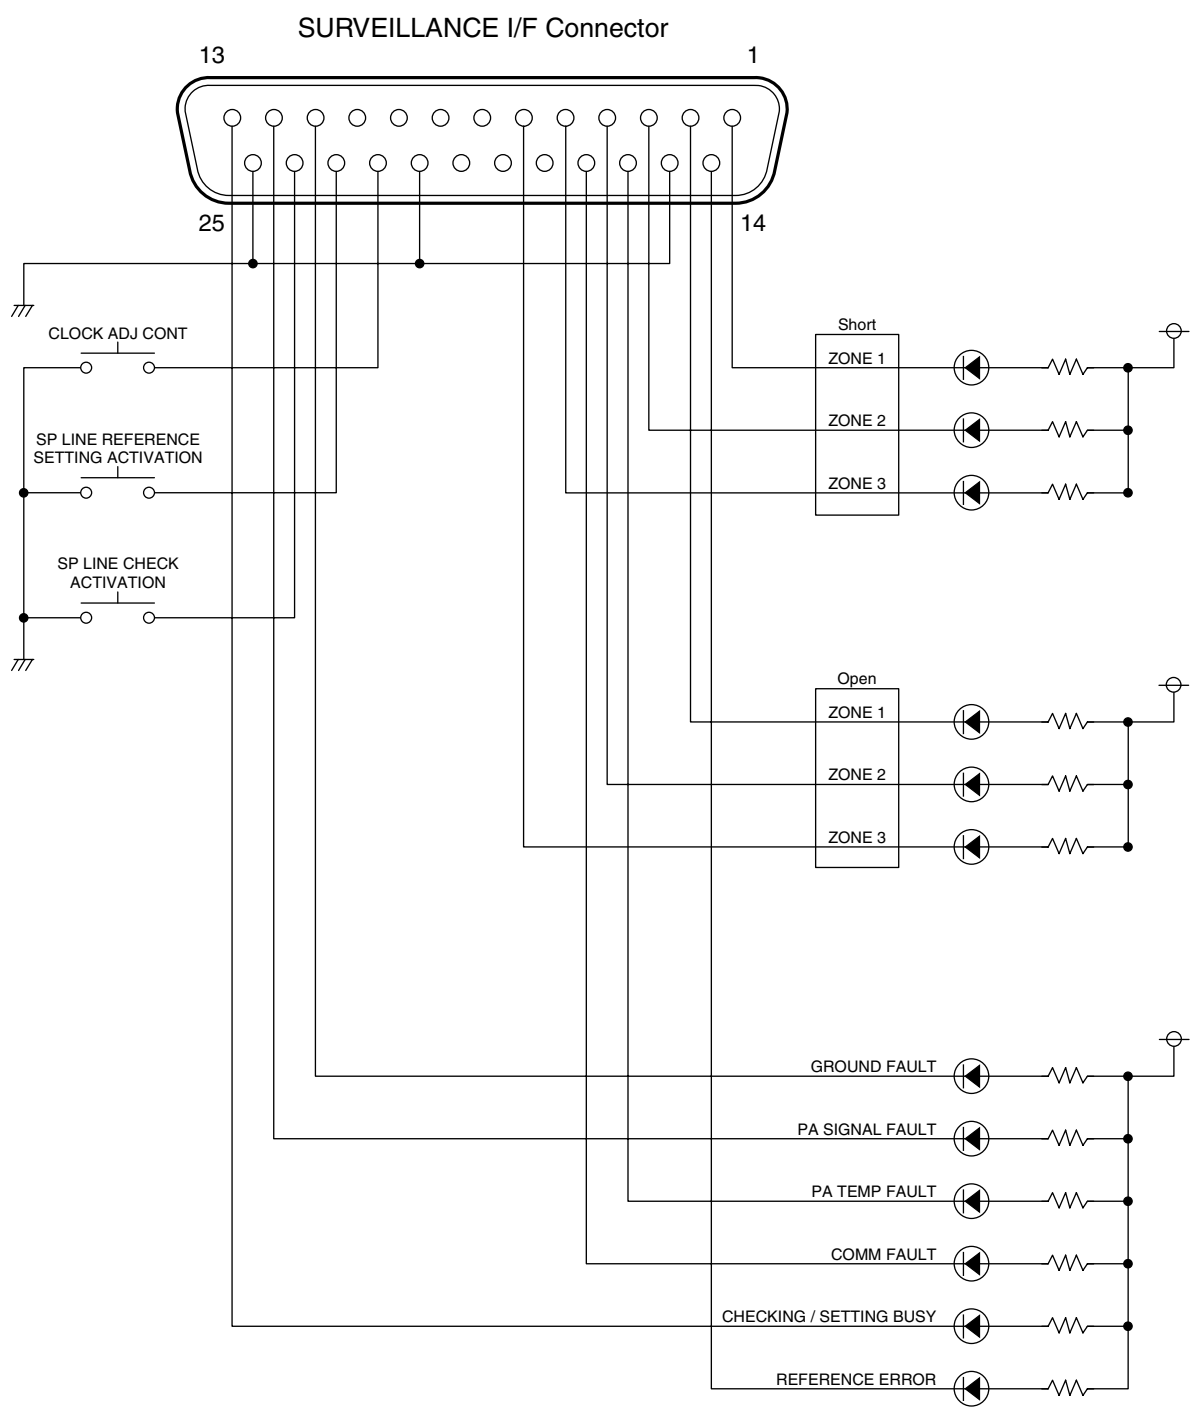 SURVEILLANCE I/F Connector
13
1
25
14
CLOCK ADJ CONT
SP LINE REFERENCE
SETTING ACTIVATION
SP LINE CHECK
ACTIVATION
Short
ZONE 1
ZONE 2
ZONE 3
Open
ZONE 1
ZONE 2
ZONE 3
GROUND FAULT
PA SIGNAL FAULT
PA TEMP FAULT
COMM FAULT
CHECKING / SETTING BUSY
REFERENCE ERROR